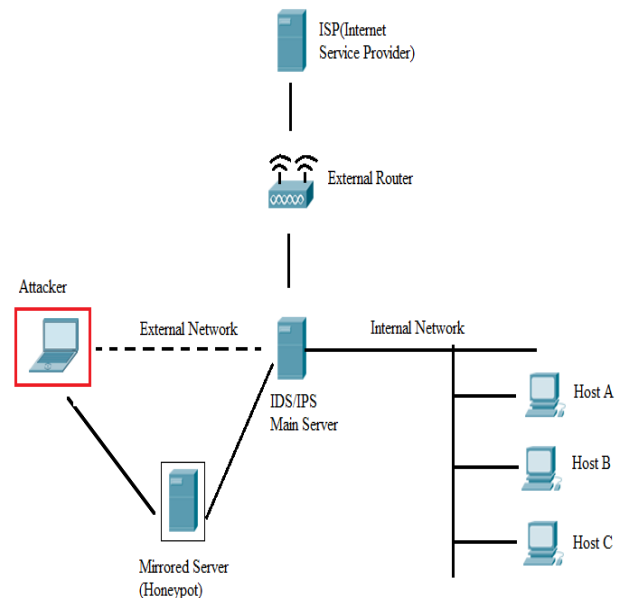 ISP(Internet
Service Provider)
External Router
Attacker
External Network
Internal Network
IDS/IPS
Main Server
Host A
Host B
Host C
Mirrored Server
(Honeypot)